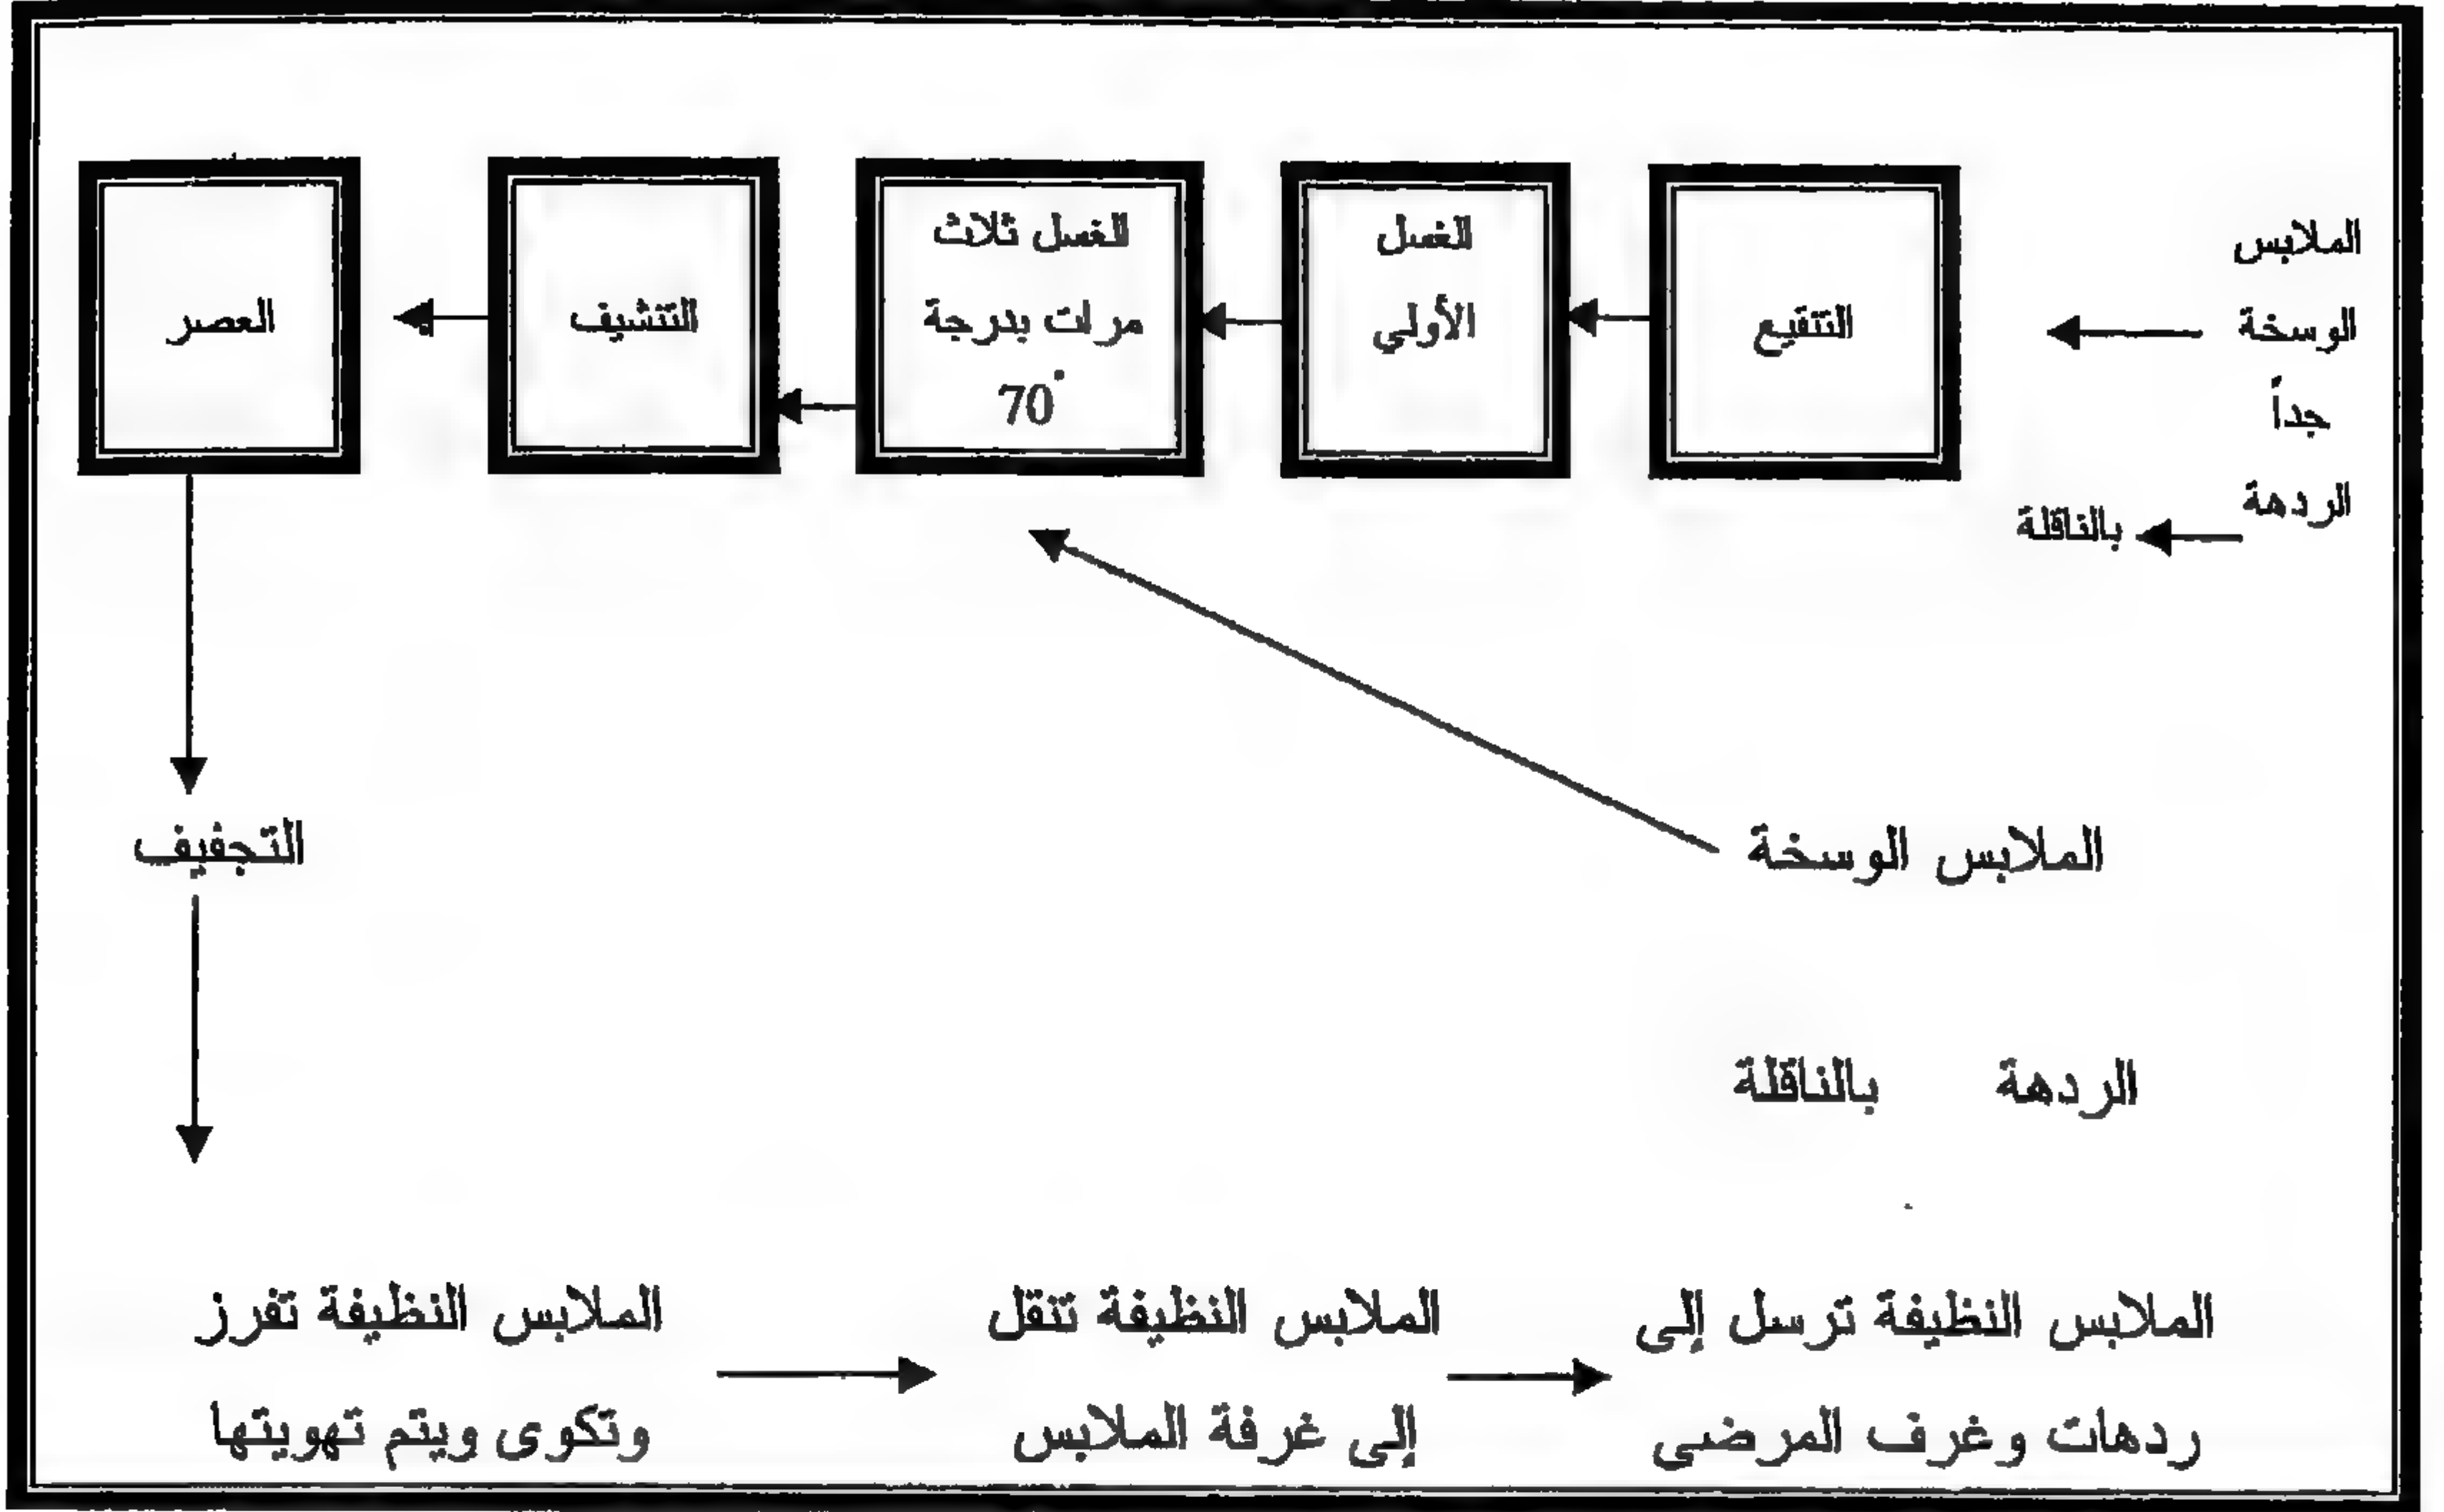 الملابس
الوسخة
جداً
الردهة
بالناقلة
التنقيع
الغسل
الأولي
الغسل ثلاث
مرات بدرجة
70°
التنشيف
العصر
التجفيف
الملابس الوسخة
الردهة بالناقلة
الملابس النظيفة تفرز
وتكوى ويتم تهويتها
الملابس النظيفة تنقل
إلى غرفة الملابس
الملابس النظيفة ترسل إلى
ردهات وغرف المرضى